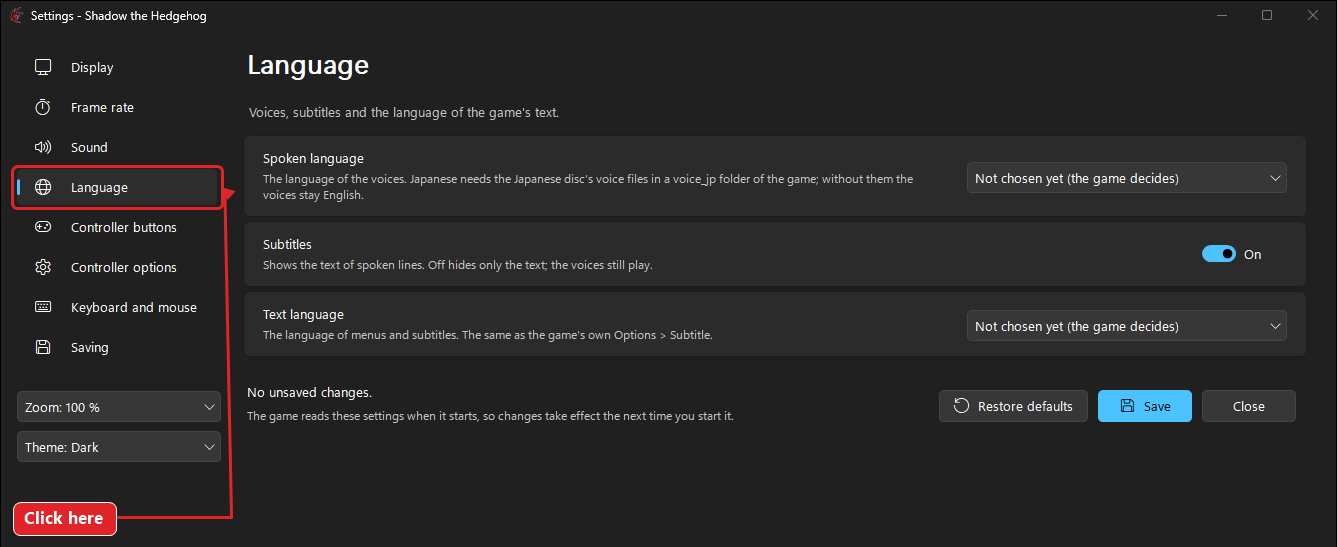 Settings - Shadow the Hedgehog
Display
Frame rate
Sound
Language
Controller buttons
Controller options
Keyboard and mouse
Saving
Zoom: 100 %
Theme: Dark
Click here
Language
Voices, subtitles and the language of the game's text.
Spoken language
The language of the voices. Japanese needs the Japanese disc's voice files in a voice_jp folder of the game; without them the
voices stay English.
Not chosen yet (the game decides)
Subtitles
Shows the text of spoken lines. Off hides only the text; the voices still play.
On
Text language
The language of menus and subtitles. The same as the game's own Options > Subtitle.
Not chosen yet (the game decides)
No unsaved changes.
The game reads these settings when it starts, so changes take effect the next time you start it.
Restore defaults
Save
Close